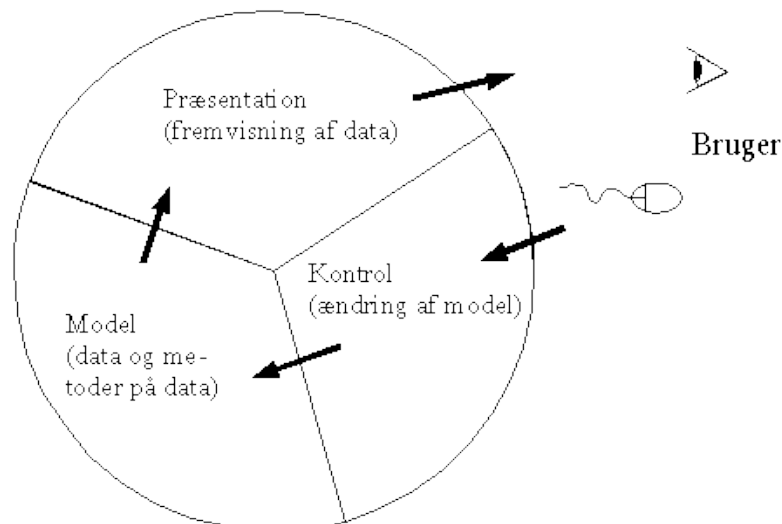 Præsentation
(fremvisning af data)
Bruger
Kontrol
(ændring af model)
Model
(data og me-
toder på data)